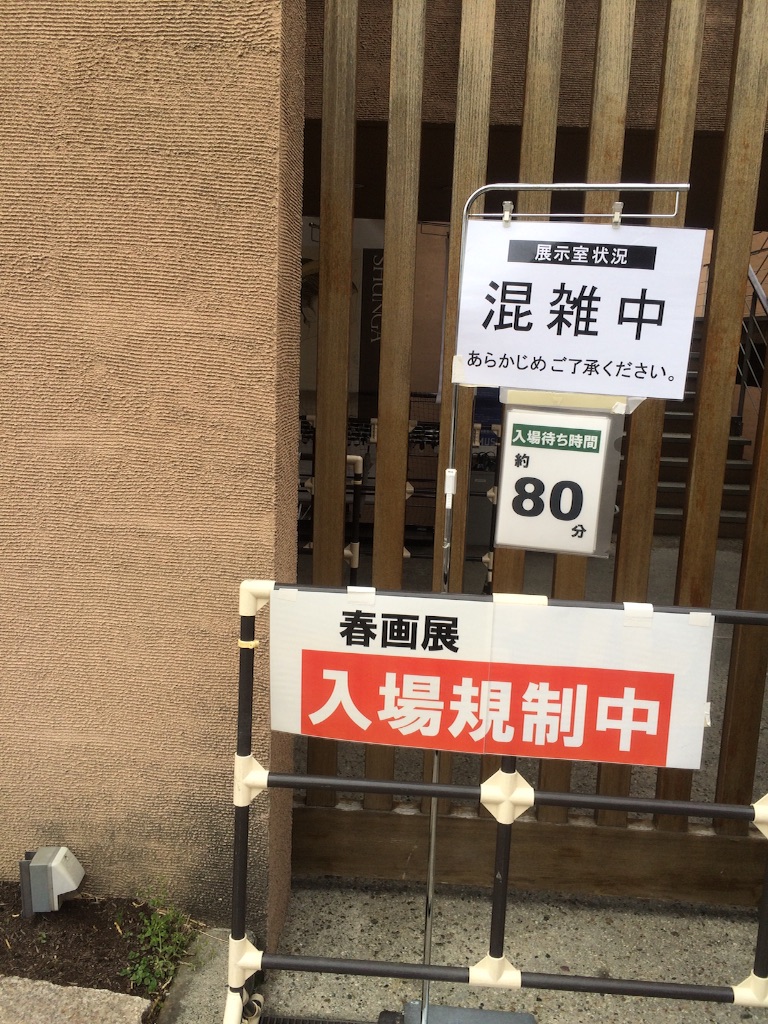 展示室状況
混雑中
あらかじめご了承ください。
入場待ち時間
約
80
分
春画展
入場規制中
SHUNGA